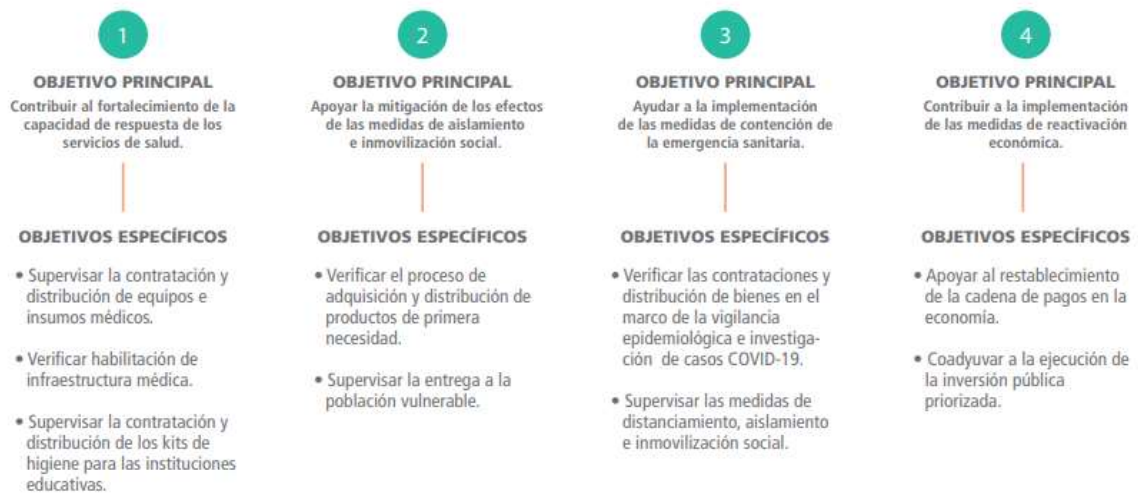 1
OBJETIVO PRINCIPAL
Contribuir al fortalecimiento de la
capacidad de respuesta de los
servicios de salud.
OBJETIVOS ESPECÍFICOS
• Supervisar la contratación y
distribución de equipos e
insumos médicos.
• Verificar habilitación de
infraestructura médica.
• Supervisar la contratación y
distribución de los kits de
higiene para las instituciones
educativas.
2
OBJETIVO PRINCIPAL
Apoyar la mitigación de los efectos
de las medidas de aislamiento
e inmovilización social.
OBJETIVOS ESPECÍFICOS
• Verificar el proceso de
adquisición y distribución de
productos de primera
necesidad.
• Supervisar la entrega a la
población vulnerable.
3
OBJETIVO PRINCIPAL
Ayudar a la implementación
de las medidas de contención de
la emergencia sanitaria.
OBJETIVOS ESPECÍFICOS
• Verificar las contrataciones y
distribución de bienes en el
marco de la vigilancia
epidemiológica e investiga-
ción de casos COVID-19.
• Supervisar las medidas de
distanciamiento, aislamiento
e inmovilización social.
4
OBJETIVO PRINCIPAL
Contribuir a la implementación
de las medidas de reactivación
económica.
OBJETIVOS ESPECÍFICOS
• Apoyar al restablecimiento
de la cadena de pagos en la
economía.
• Coadyuvar a la ejecución de
la inversión pública
priorizada.